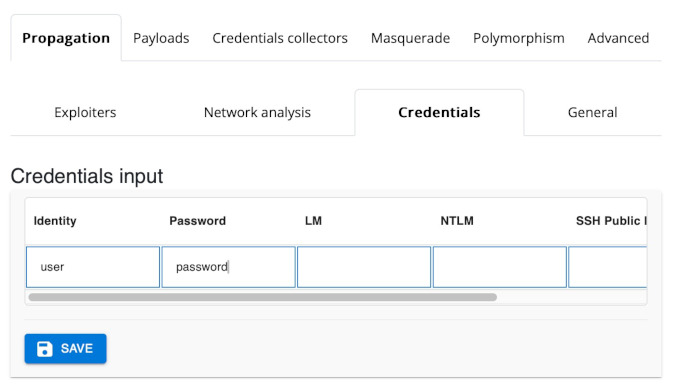 Propagation Payloads Credentials collectors Masquerade Polymorphism Advanced
Exploiters Network analysis Credentials General
Credentials input
Identity Password LM NTLM SSH Public
user password
SAVE